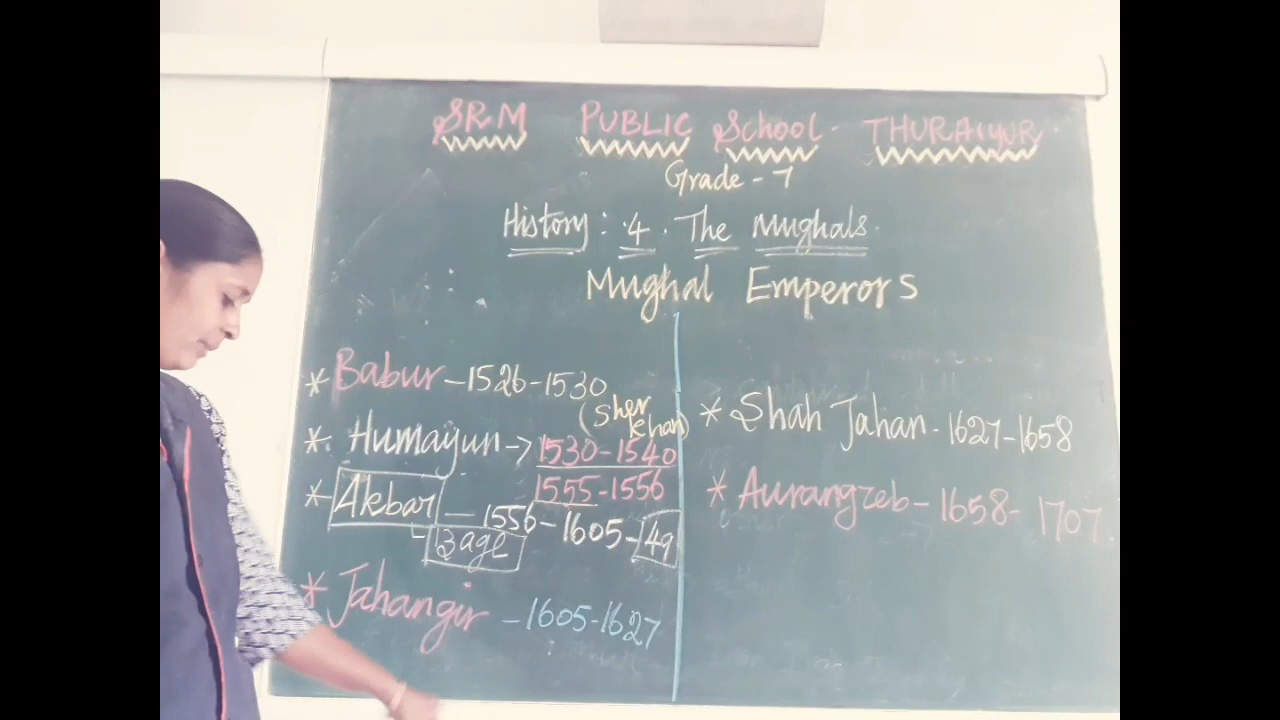 SRM PUBLIC School. THURAIYUR.
Grade - 7
History: 4. The Mughals.
Mughal Emperors
* Babur - 1526-1530
(Sher Khan)
* Humayun -> 1530-1540
1555-1556
* Akbar - 1556-1605-49
13 age
* Jahangir - 1605-1627
* Shah Jahan - 1627-1658
* Aurangzeb - 1658-1707.